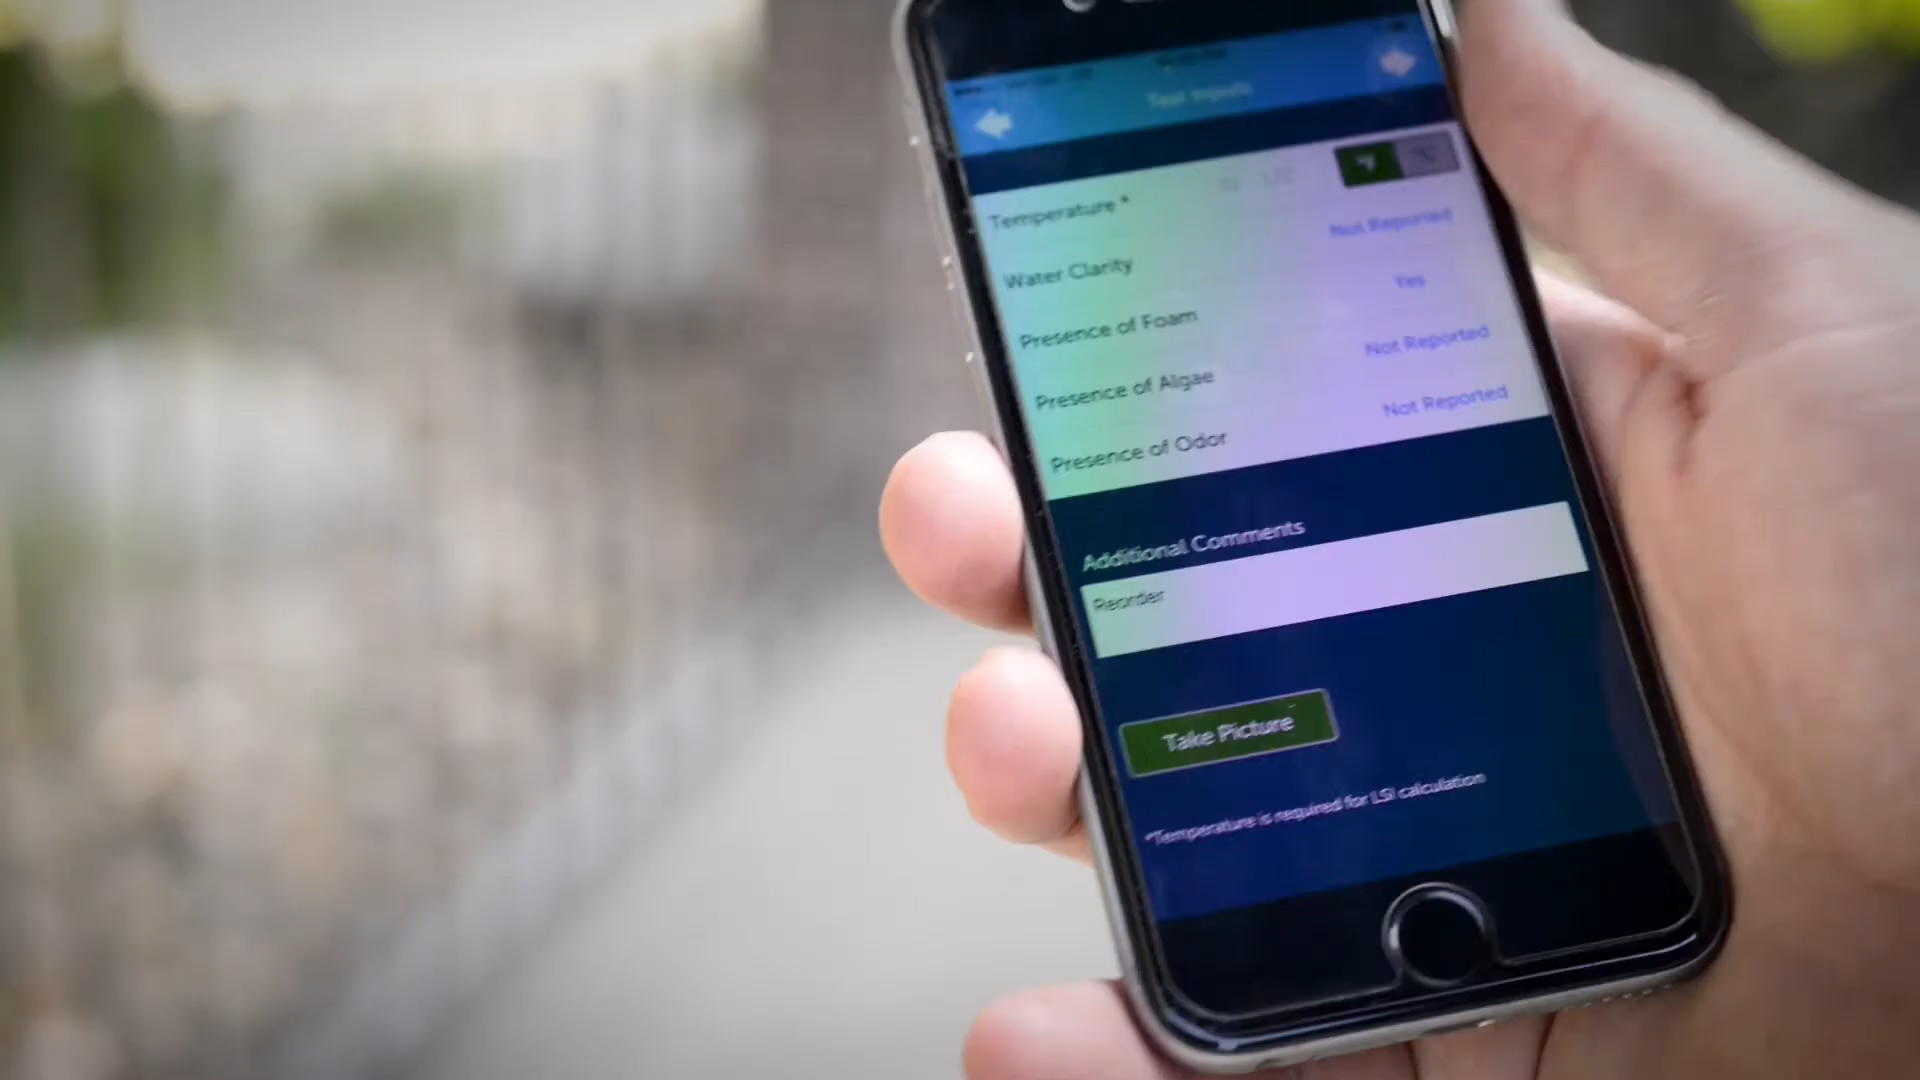 Test Inputs
Temperature *
°F °C
Water Clarity
Not Reported
Presence of Foam
Yes
Presence of Algae
Not Reported
Presence of Odor
Not Reported
Additional Comments
Reorder
Take Picture
*Temperature is required for LSI calculation